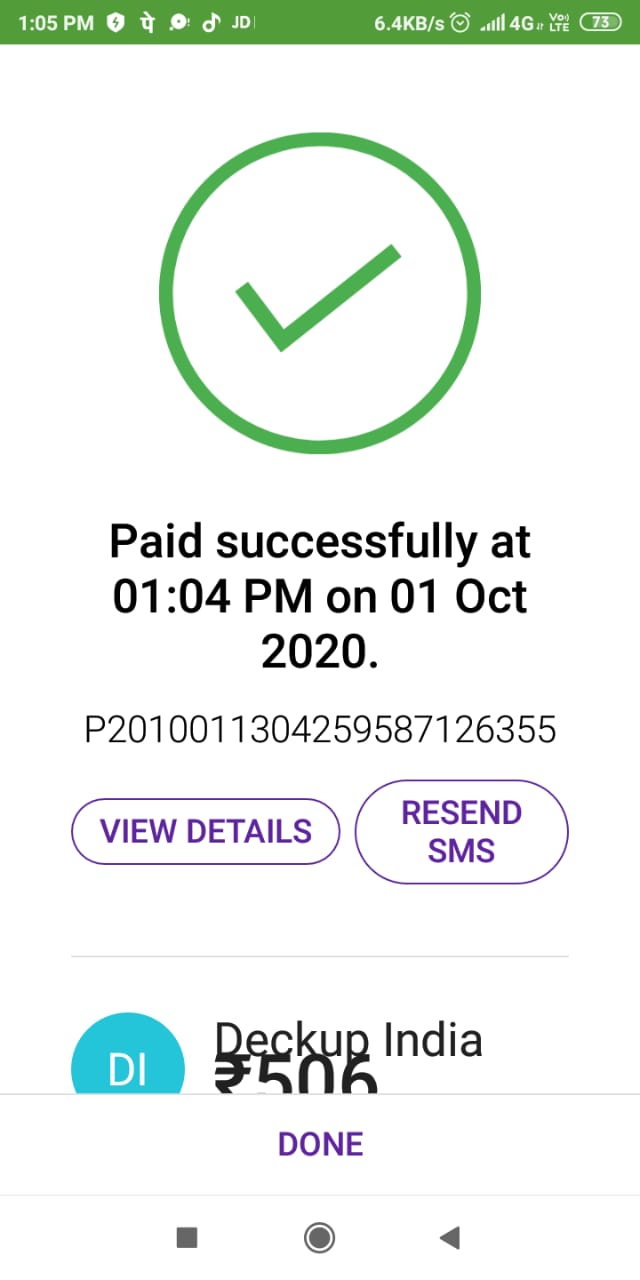 1:05 PM पे JD
6.4KB/s 4G Vo) LTE 73
Paid successfully at
01:04 PM on 01 Oct
2020.
P2010011304259587126355
VIEW DETAILS
RESEND
SMS
DI
Deckup India
₹506
DONE